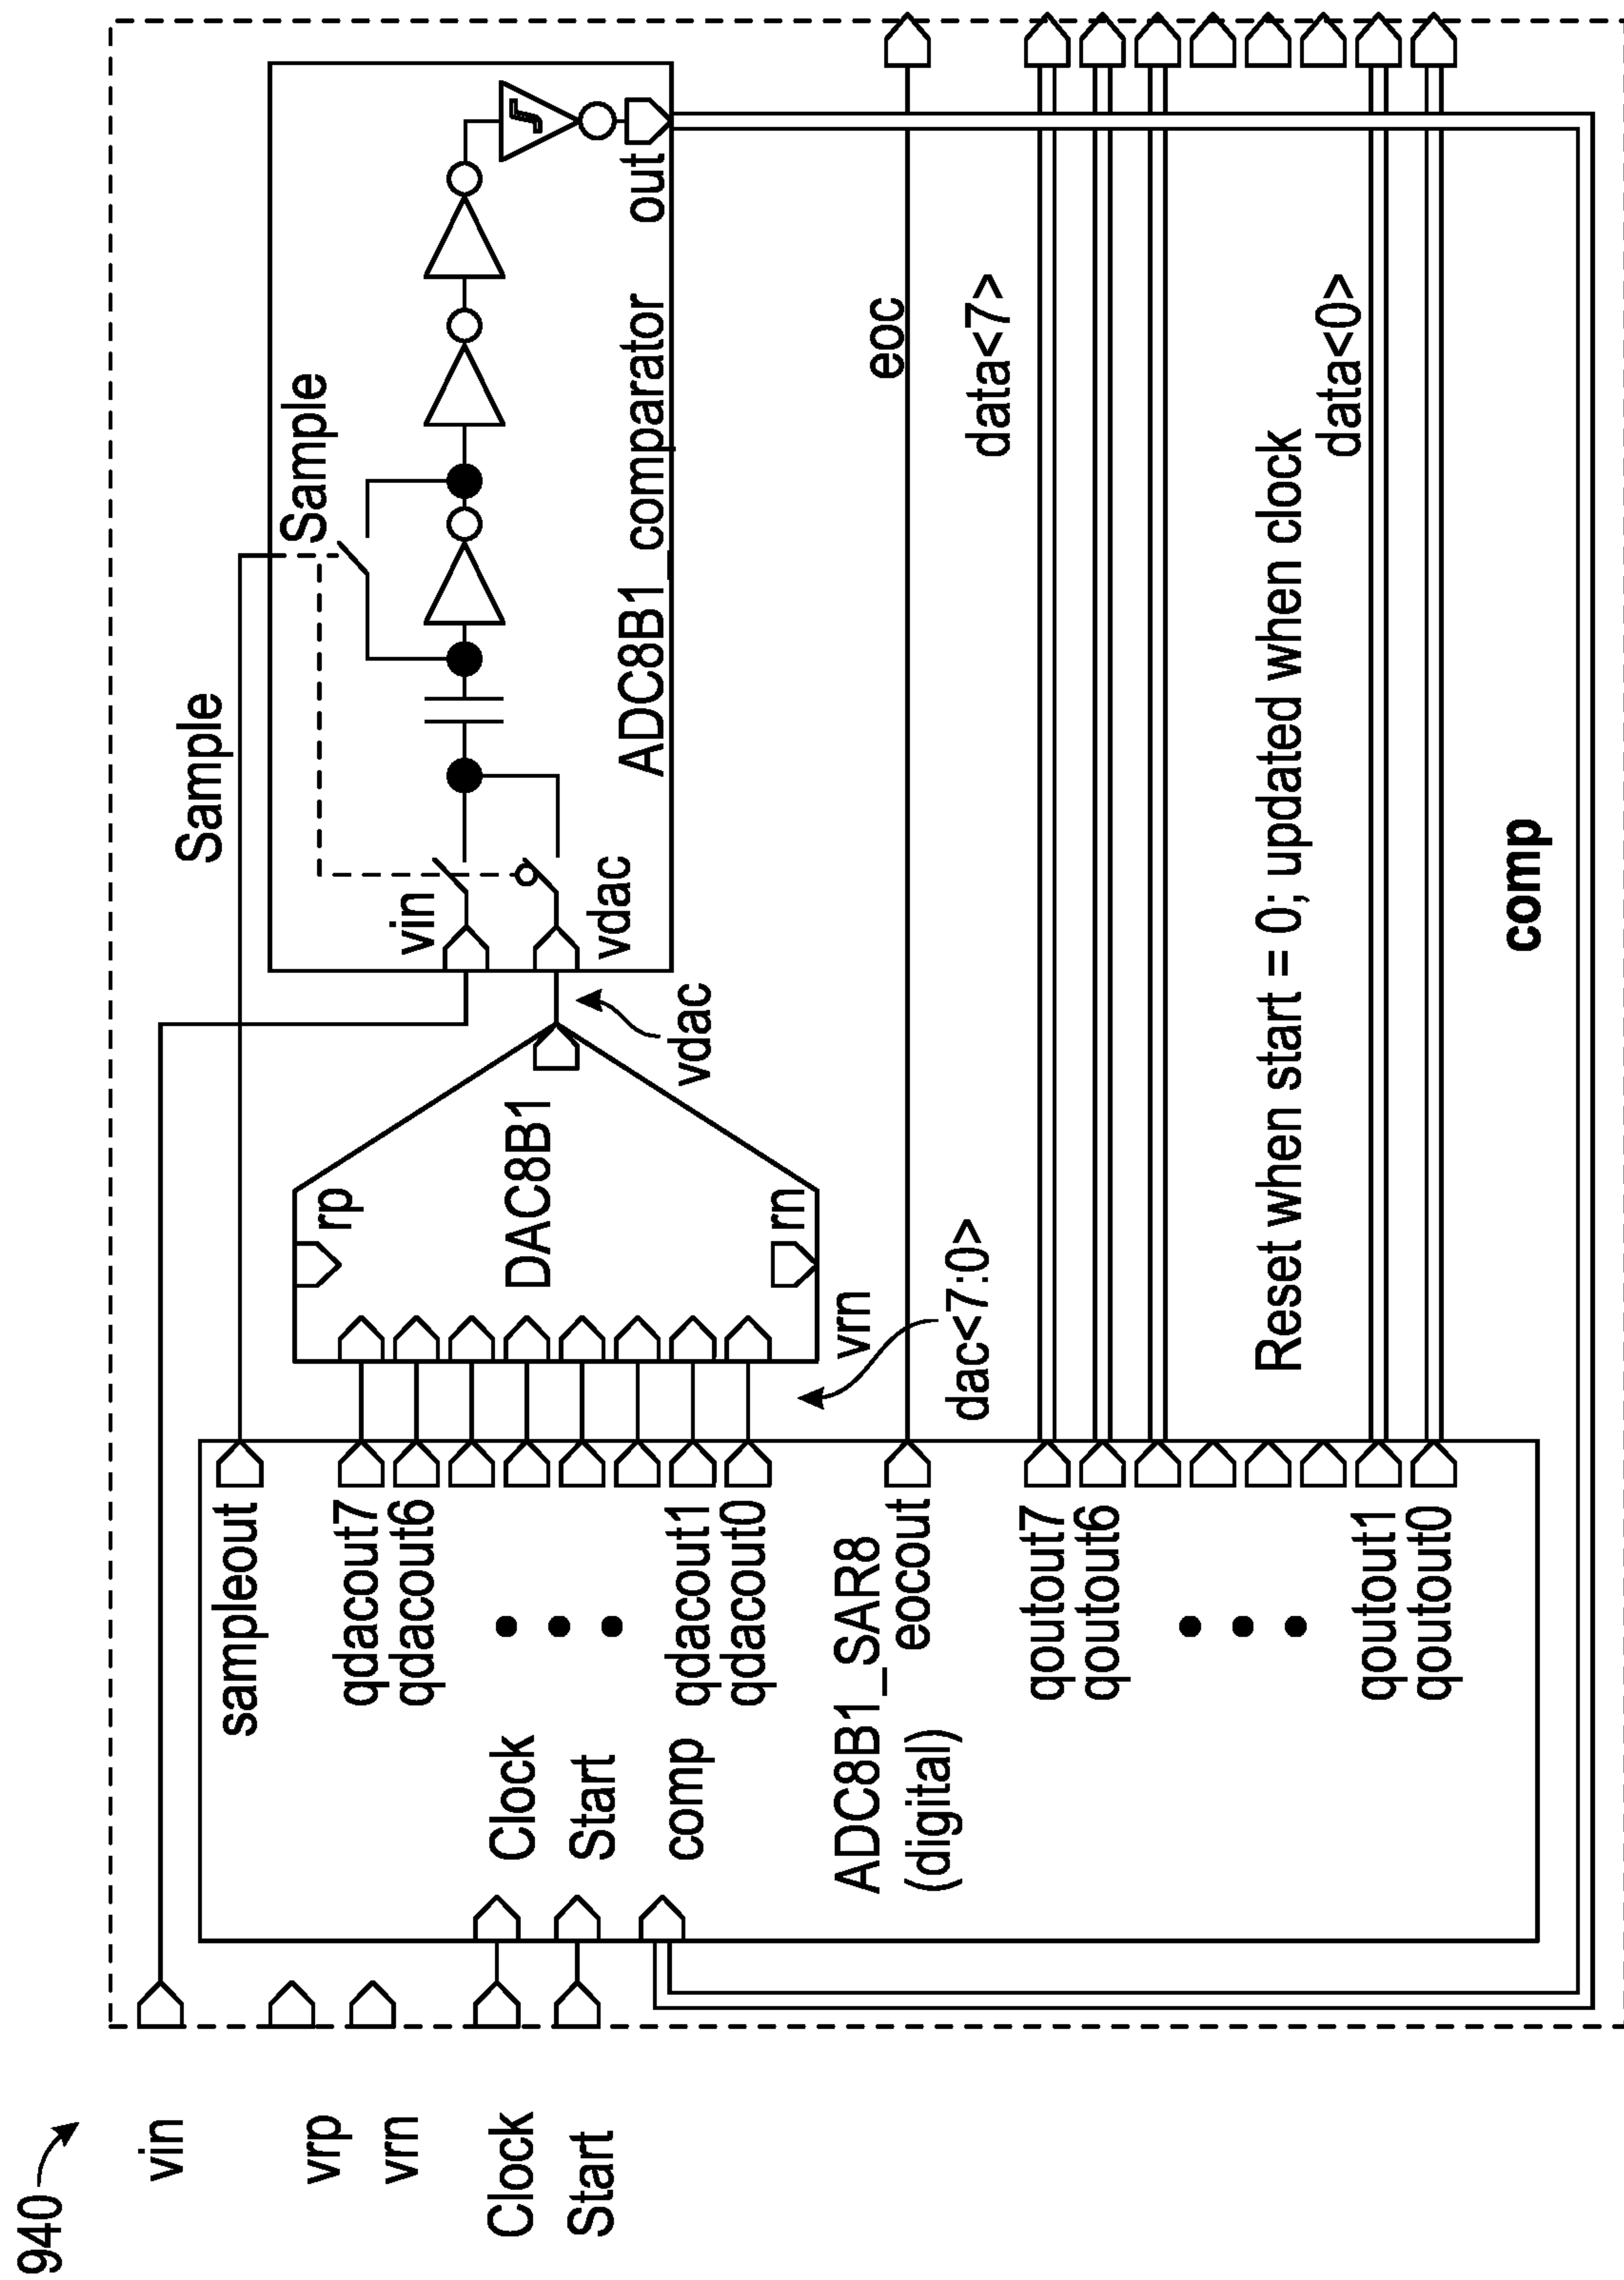 940
vin
vrp
vrn
Clock
Start
sampleout
qdacout7
qdacout6
qdacout1
qdacout0
Clock
Start
comp
ADC8B1_SAR8
(digital)
eocout
qoutout7
qoutout6
qoutout1
qoutout0
rp
DAC8B1
rn
vrn
dac<7:0>
vdac
Sample
vin
vdac
Sample
ADC8B1_comparator
out
eoc
data<7>
Reset when start = 0; updated when clock
data<0>
comp